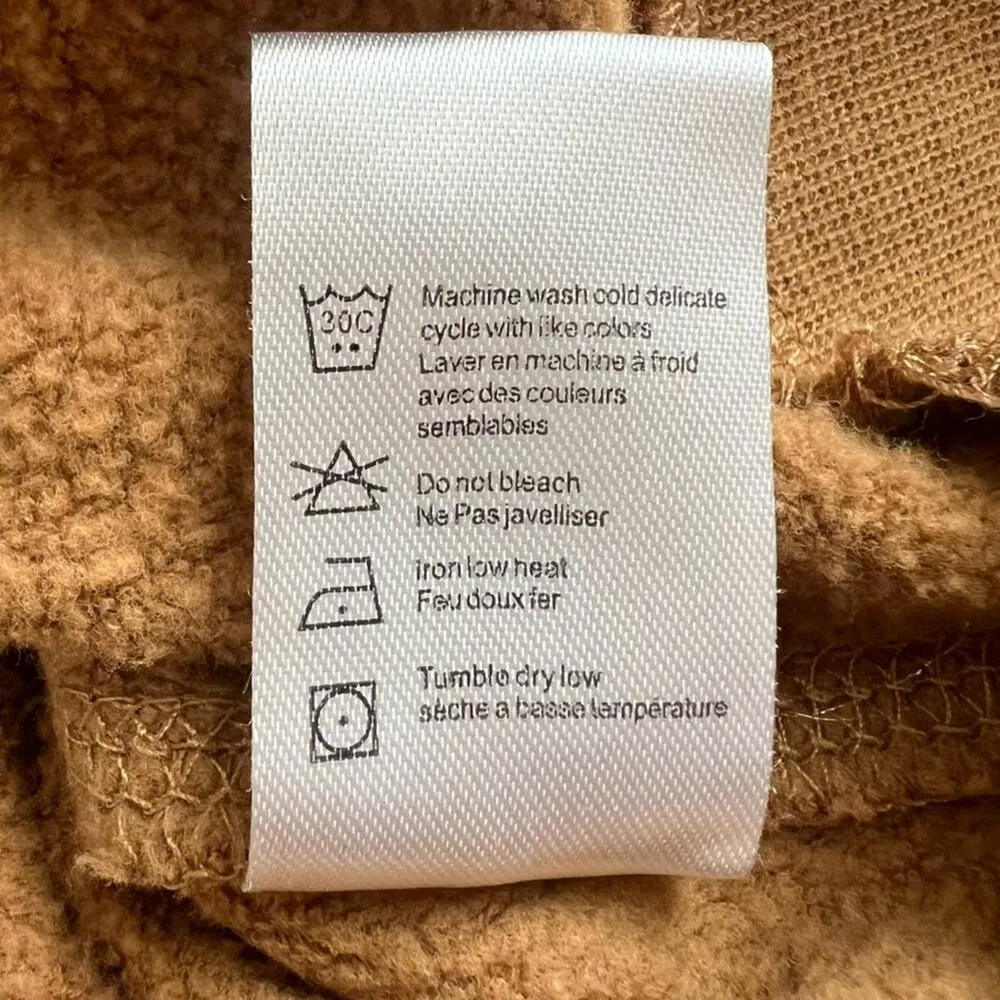 30C
Machine wash cold delicate
cycle with like colors
Laver en machine à froid
avec des couleurs
semblables
Do not bleach
Ne Pas javelliser
iron low heat
Feu doux fer
Tumble dry low
sèche a basse température